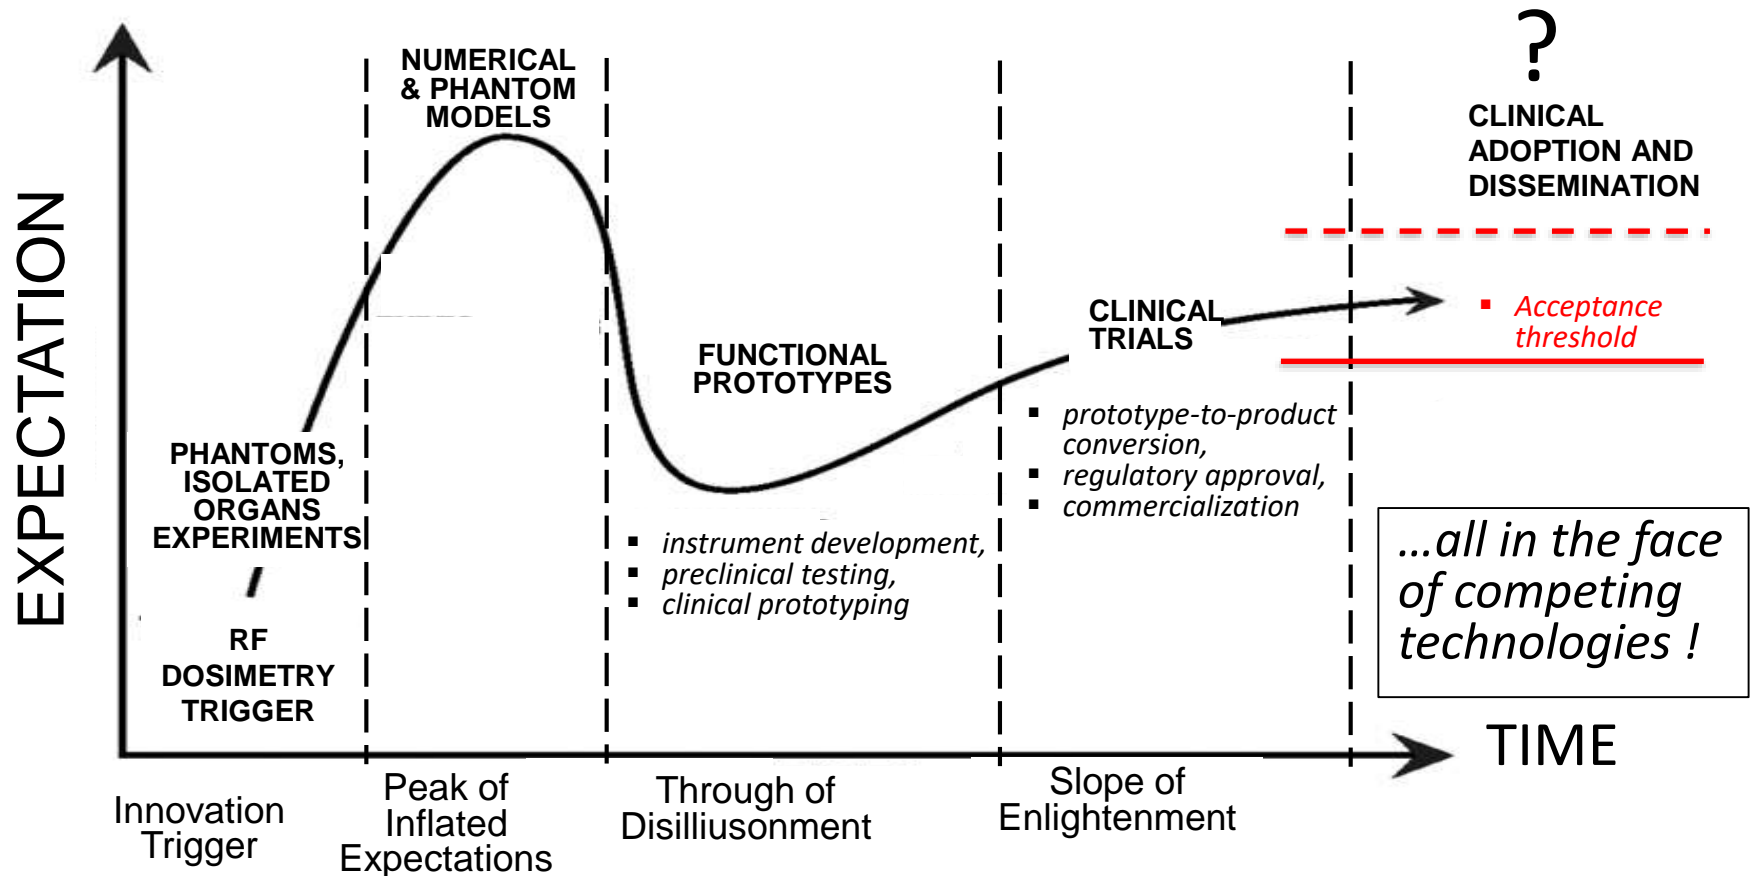 EXPECTATION
NUMERICAL
& PHANTOM
MODELS
?
CLINICAL
ADOPTION AND
DISSEMINATION
▪ Acceptance
threshold
CLINICAL
TRIALS
FUNCTIONAL
PROTOTYPES
▪ prototype-to-product
conversion,
▪ regulatory approval,
▪ commercialization
PHANTOMS,
ISOLATED
ORGANS
EXPERIMENTS
▪ instrument development,
▪ preclinical testing,
▪ clinical prototyping
...all in the face
of competing
technologies !
RF
DOSIMETRY
TRIGGER
TIME
Innovation
Trigger
Peak of
Inflated
Expectations
Through of
Disilliusonment
Slope of
Enlightenment